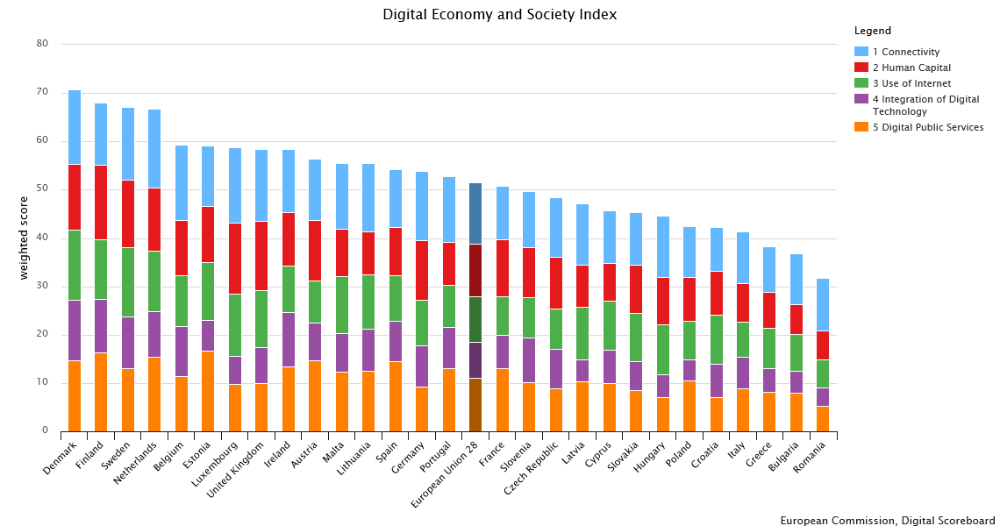 Digital Economy and Society Index
Legend
1 Connectivity
2 Human Capital
3 Use of Internet
4 Integration of Digital
Technology
5 Digital Public Services
weighted score
80
70
60
50
40
30
20
10
0
Denmark
Finland
Sweden
Netherlands
Belgium
Estonia
Luxembourg
United Kingdom
Ireland
Austria
Malta
Lithuania
Spain
Germany
Portugal
European Union 28
France
Slovenia
Czech Republic
Latvia
Cyprus
Slovakia
Hungary
Poland
Croatia
Italy
Greece
Bulgaria
Romania
European Commission, Digital Scoreboard